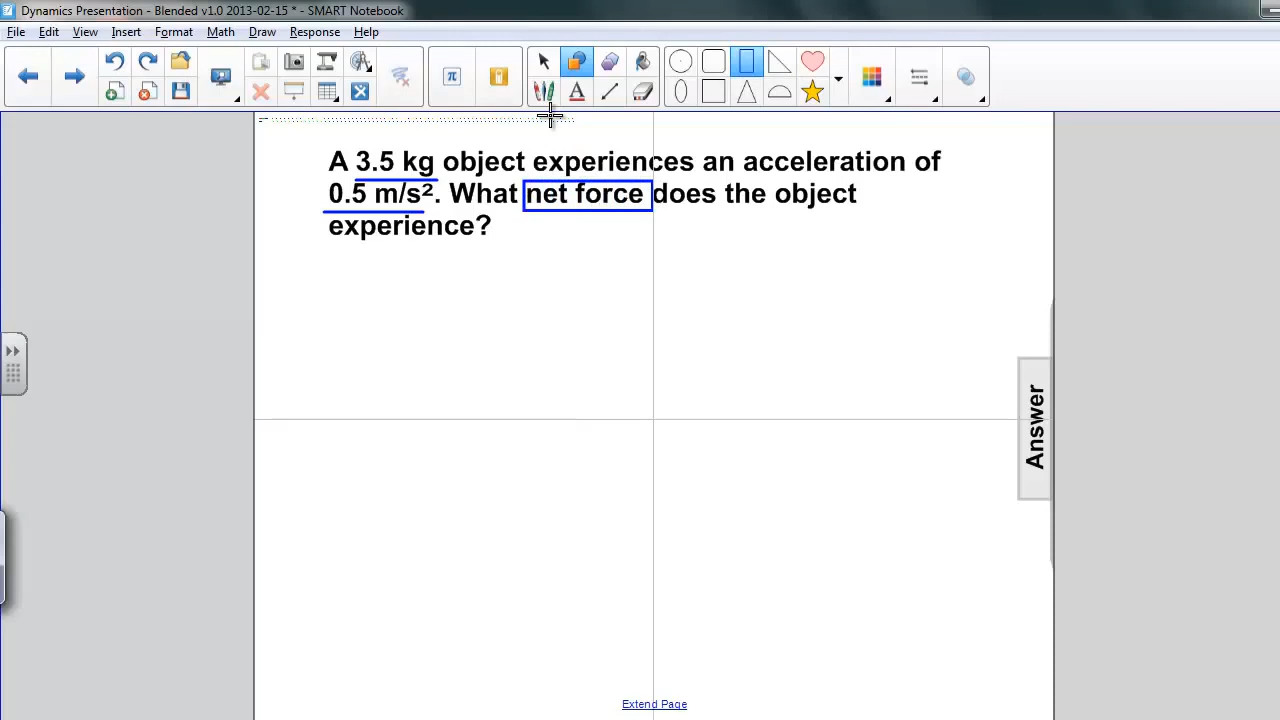 Dynamics Presentation - Blended v1.0 2013-02-15 * - SMART Notebook
File Edit View Insert Format Math Draw Response Help
π
A
A 3.5 kg object experiences an acceleration of
0.5 m/s². What net force does the object
experience?
Answer
Extend Page